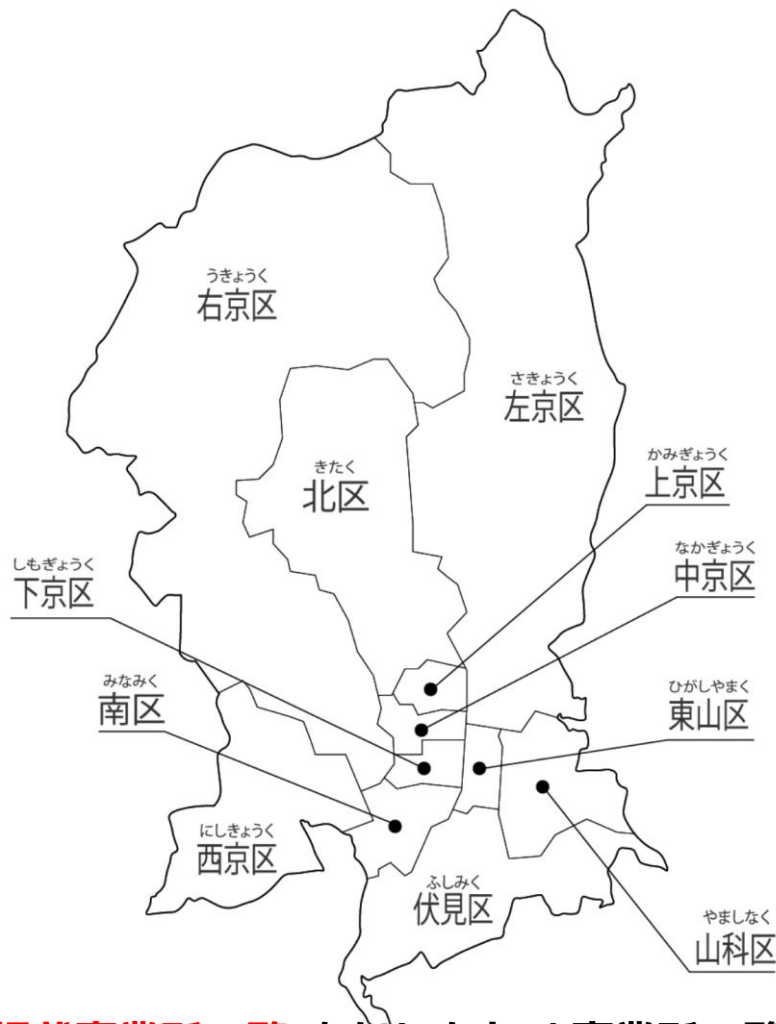 うきょうく
右京区
さきょうく
左京区
かみぎょうく
上京区
きたく
北区
なかぎょうく
中京区
しもぎょうく
下京区
みなみく
南区
ひがしやまく
東山区
にしきょうく
西京区
ふしみく
伏見区
やましなく
山科区